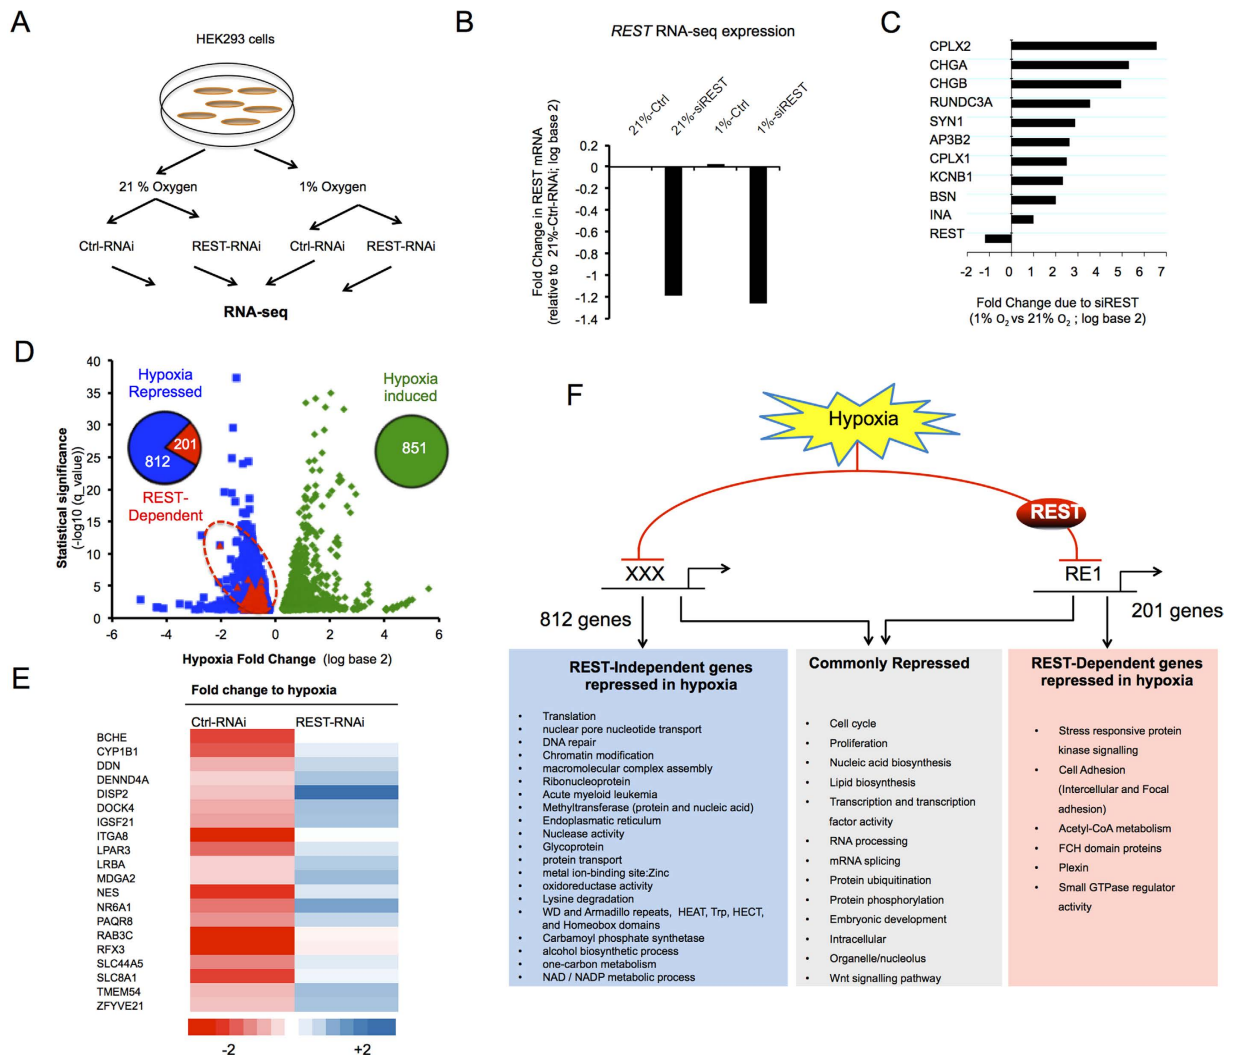 A
HEK293 cells
21 % Oxygen
1% Oxygen
Ctrl-RNAi
REST-RNAi
Ctrl-RNAi
REST-RNAi
RNA-seq
B
REST RNA-seq expression
21%-Ctrl
21%-siREST
1%-Ctrl
1%-siREST
Fold Change in REST mRNA
(relative to 21%-Ctrl-RNAi; log base 2)
0.2
0
-0.2
-0.4
-0.6
-0.8
-1
-1.2
-1.4
C
CPLX2
CHGA
CHGB
RUNDC3A
SYN1
AP3B2
CPLX1
KCNB1
BSN
INA
REST
-2 -1 0 1 2 3 4 5 6 7
Fold Change due to siREST
(1% O2 vs 21% O2 ; log base 2)
D
Statistical significance
(-log10 (q_value))
40
35
30
25
20
15
10
5
0
-6 -4 -2 0 2 4 6
Hypoxia Fold Change (log base 2)
Hypoxia
Repressed
201
812
REST-
Dependent
Hypoxia
induced
851
E
Fold change to hypoxia
Ctrl-RNAi REST-RNAi
BCHE
CYP1B1
DDN
DENND4A
DISP2
DOCK4
IGSF21
ITGA8
LPAR3
LRBA
MDGA2
NES
NR6A1
PAQR8
RAB3C
RFX3
SLC44A5
SLC8A1
TMEM54
ZFYVE21
-2 +2
F
Hypoxia
REST
XXX
RE1
812 genes
201 genes
REST-Independent genes
repressed in hypoxia
• Translation
• nuclear pore nucleotide transport
• DNA repair
• Chromatin modification
• macromolecular complex assembly
• Ribonucleoprotein
• Acute myeloid leukemia
• Methyltransferase (protein and nucleic acid)
• Endoplasmatic reticulum
• Nuclease activity
• Glycoprotein
• protein transport
• metal ion-binding site:Zinc
• oxidoreductase activity
• Lysine degradation
• WD and Armadillo repeats, HEAT, Trp, HECT,
and Homeobox domains
• Carbamoyl phosphate synthetase
• alcohol biosynthetic process
• one-carbon metabolism
• NAD / NADP metabolic process
Commonly Repressed
• Cell cycle
• Proliferation
• Nucleic acid biosynthesis
• Lipid biosynthesis
• Transcription and transcription
factor activity
• RNA processing
• mRNA splicing
• Protein ubiquitination
• Protein phosphorylation
• Embryonic development
• Intracellular
• Organelle/nucleolus
• Wnt signalling pathway
REST-Dependent genes
repressed in hypoxia
• Stress responsive protein
kinase signalling
• Cell Adhesion
(Intercellular and Focal
adhesion)
• Acetyl-CoA metabolism
• FCH domain proteins
• Plexin
• Small GTPase regulator
activity